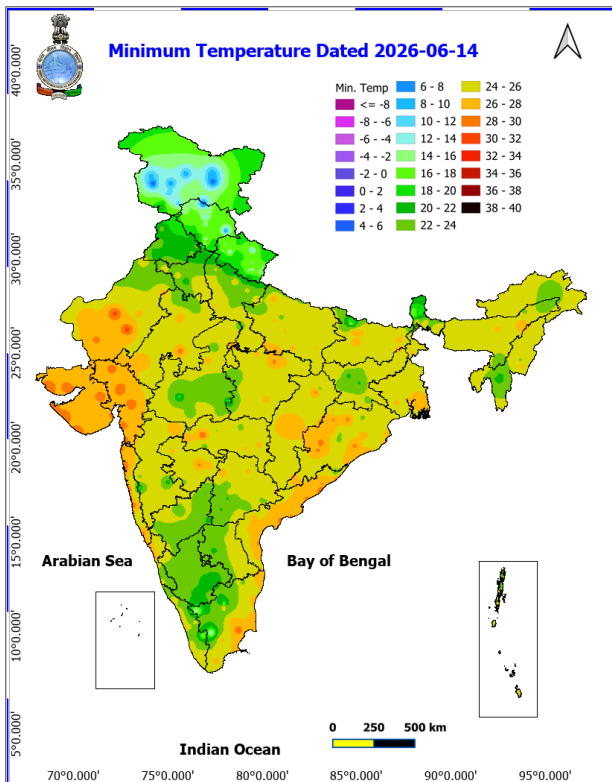 Minimum Temperature Dated 2026-06-14
Min. Temp
<= -8
-8 - -6
-6 - -4
-4 - -2
-2 - 0
0 - 2
2 - 4
4 - 6
6 - 8
8 - 10
10 - 12
12 - 14
14 - 16
16 - 18
18 - 20
20 - 22
22 - 24
24 - 26
26 - 28
28 - 30
30 - 32
32 - 34
34 - 36
36 - 38
38 - 40
40°0.000'
35°0.000'
30°0.000'
25°0.000'
20°0.000'
15°0.000'
10°0.000'
5°0.000'
Arabian Sea
Bay of Bengal
Indian Ocean
0 250 500 km
70°0.000' 75°0.000' 80°0.000' 85°0.000' 90°0.000' 95°0.000'